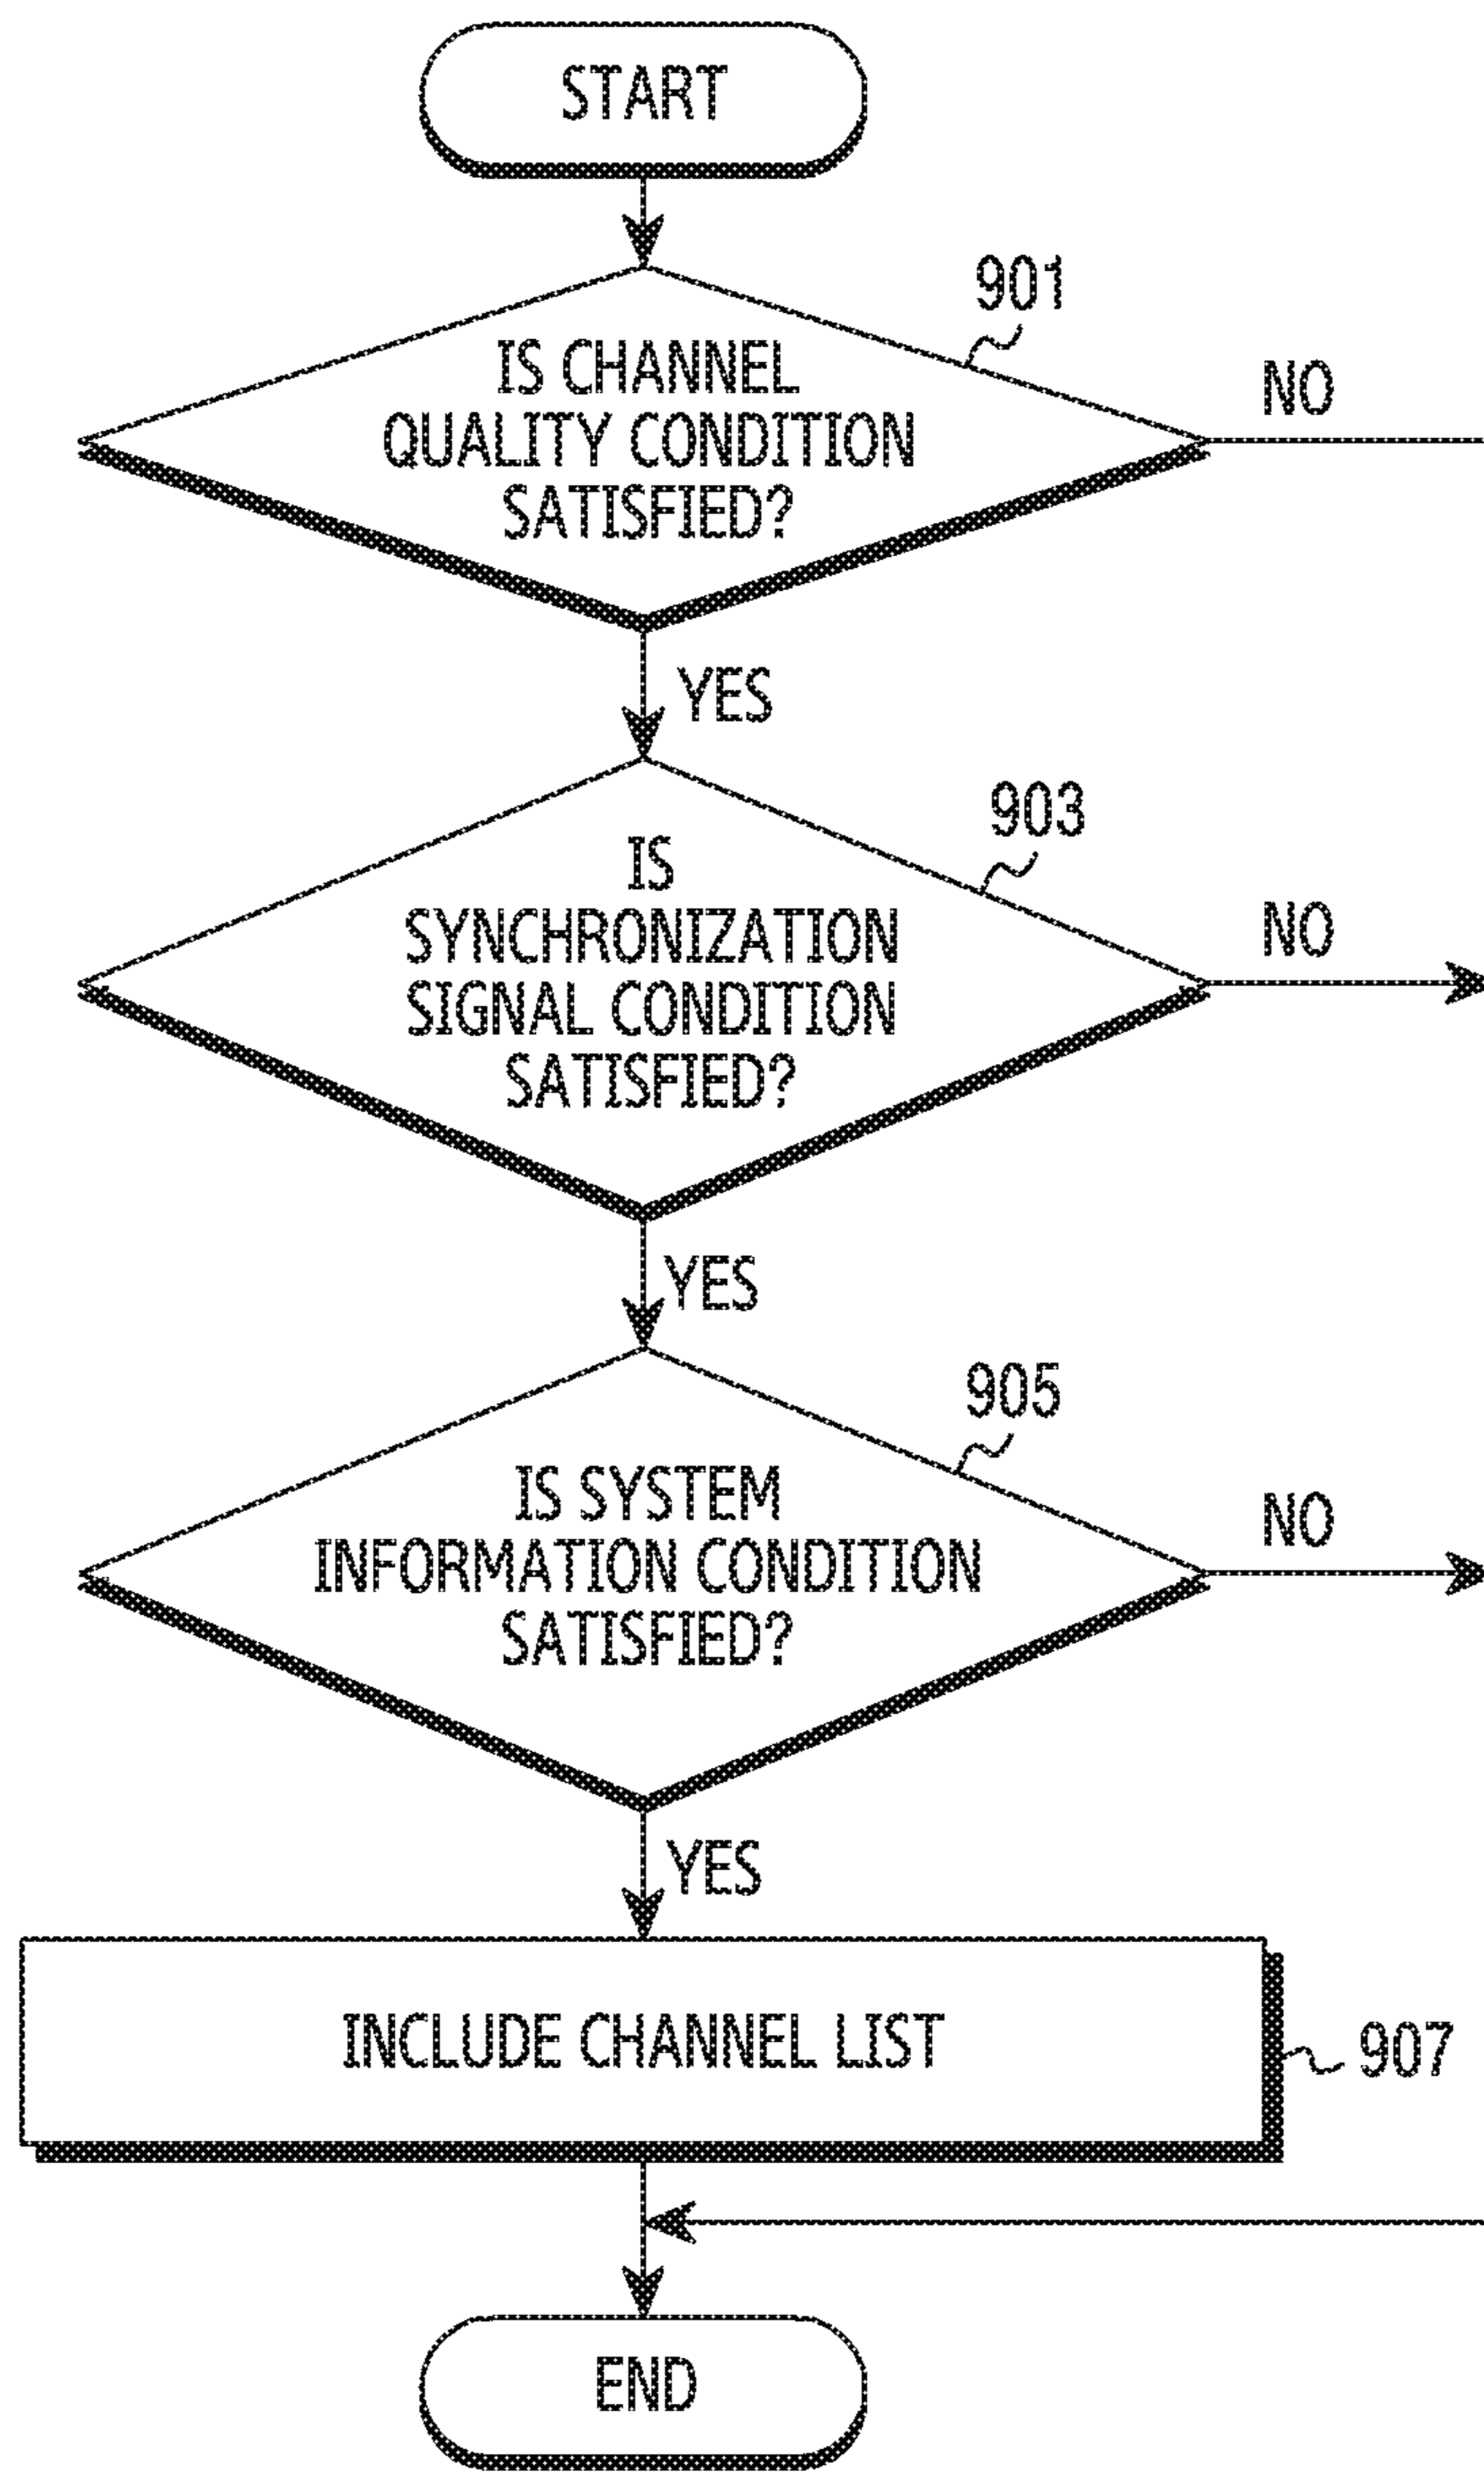 START
901
IS CHANNEL
QUALITY CONDITION
SATISFIED?
NO
YES
903
IS
SYNCHRONIZATION
SIGNAL CONDITION
SATISFIED?
NO
YES
905
IS SYSTEM
INFORMATION CONDITION
SATISFIED?
NO
YES
INCLUDE CHANNEL LIST
907
END